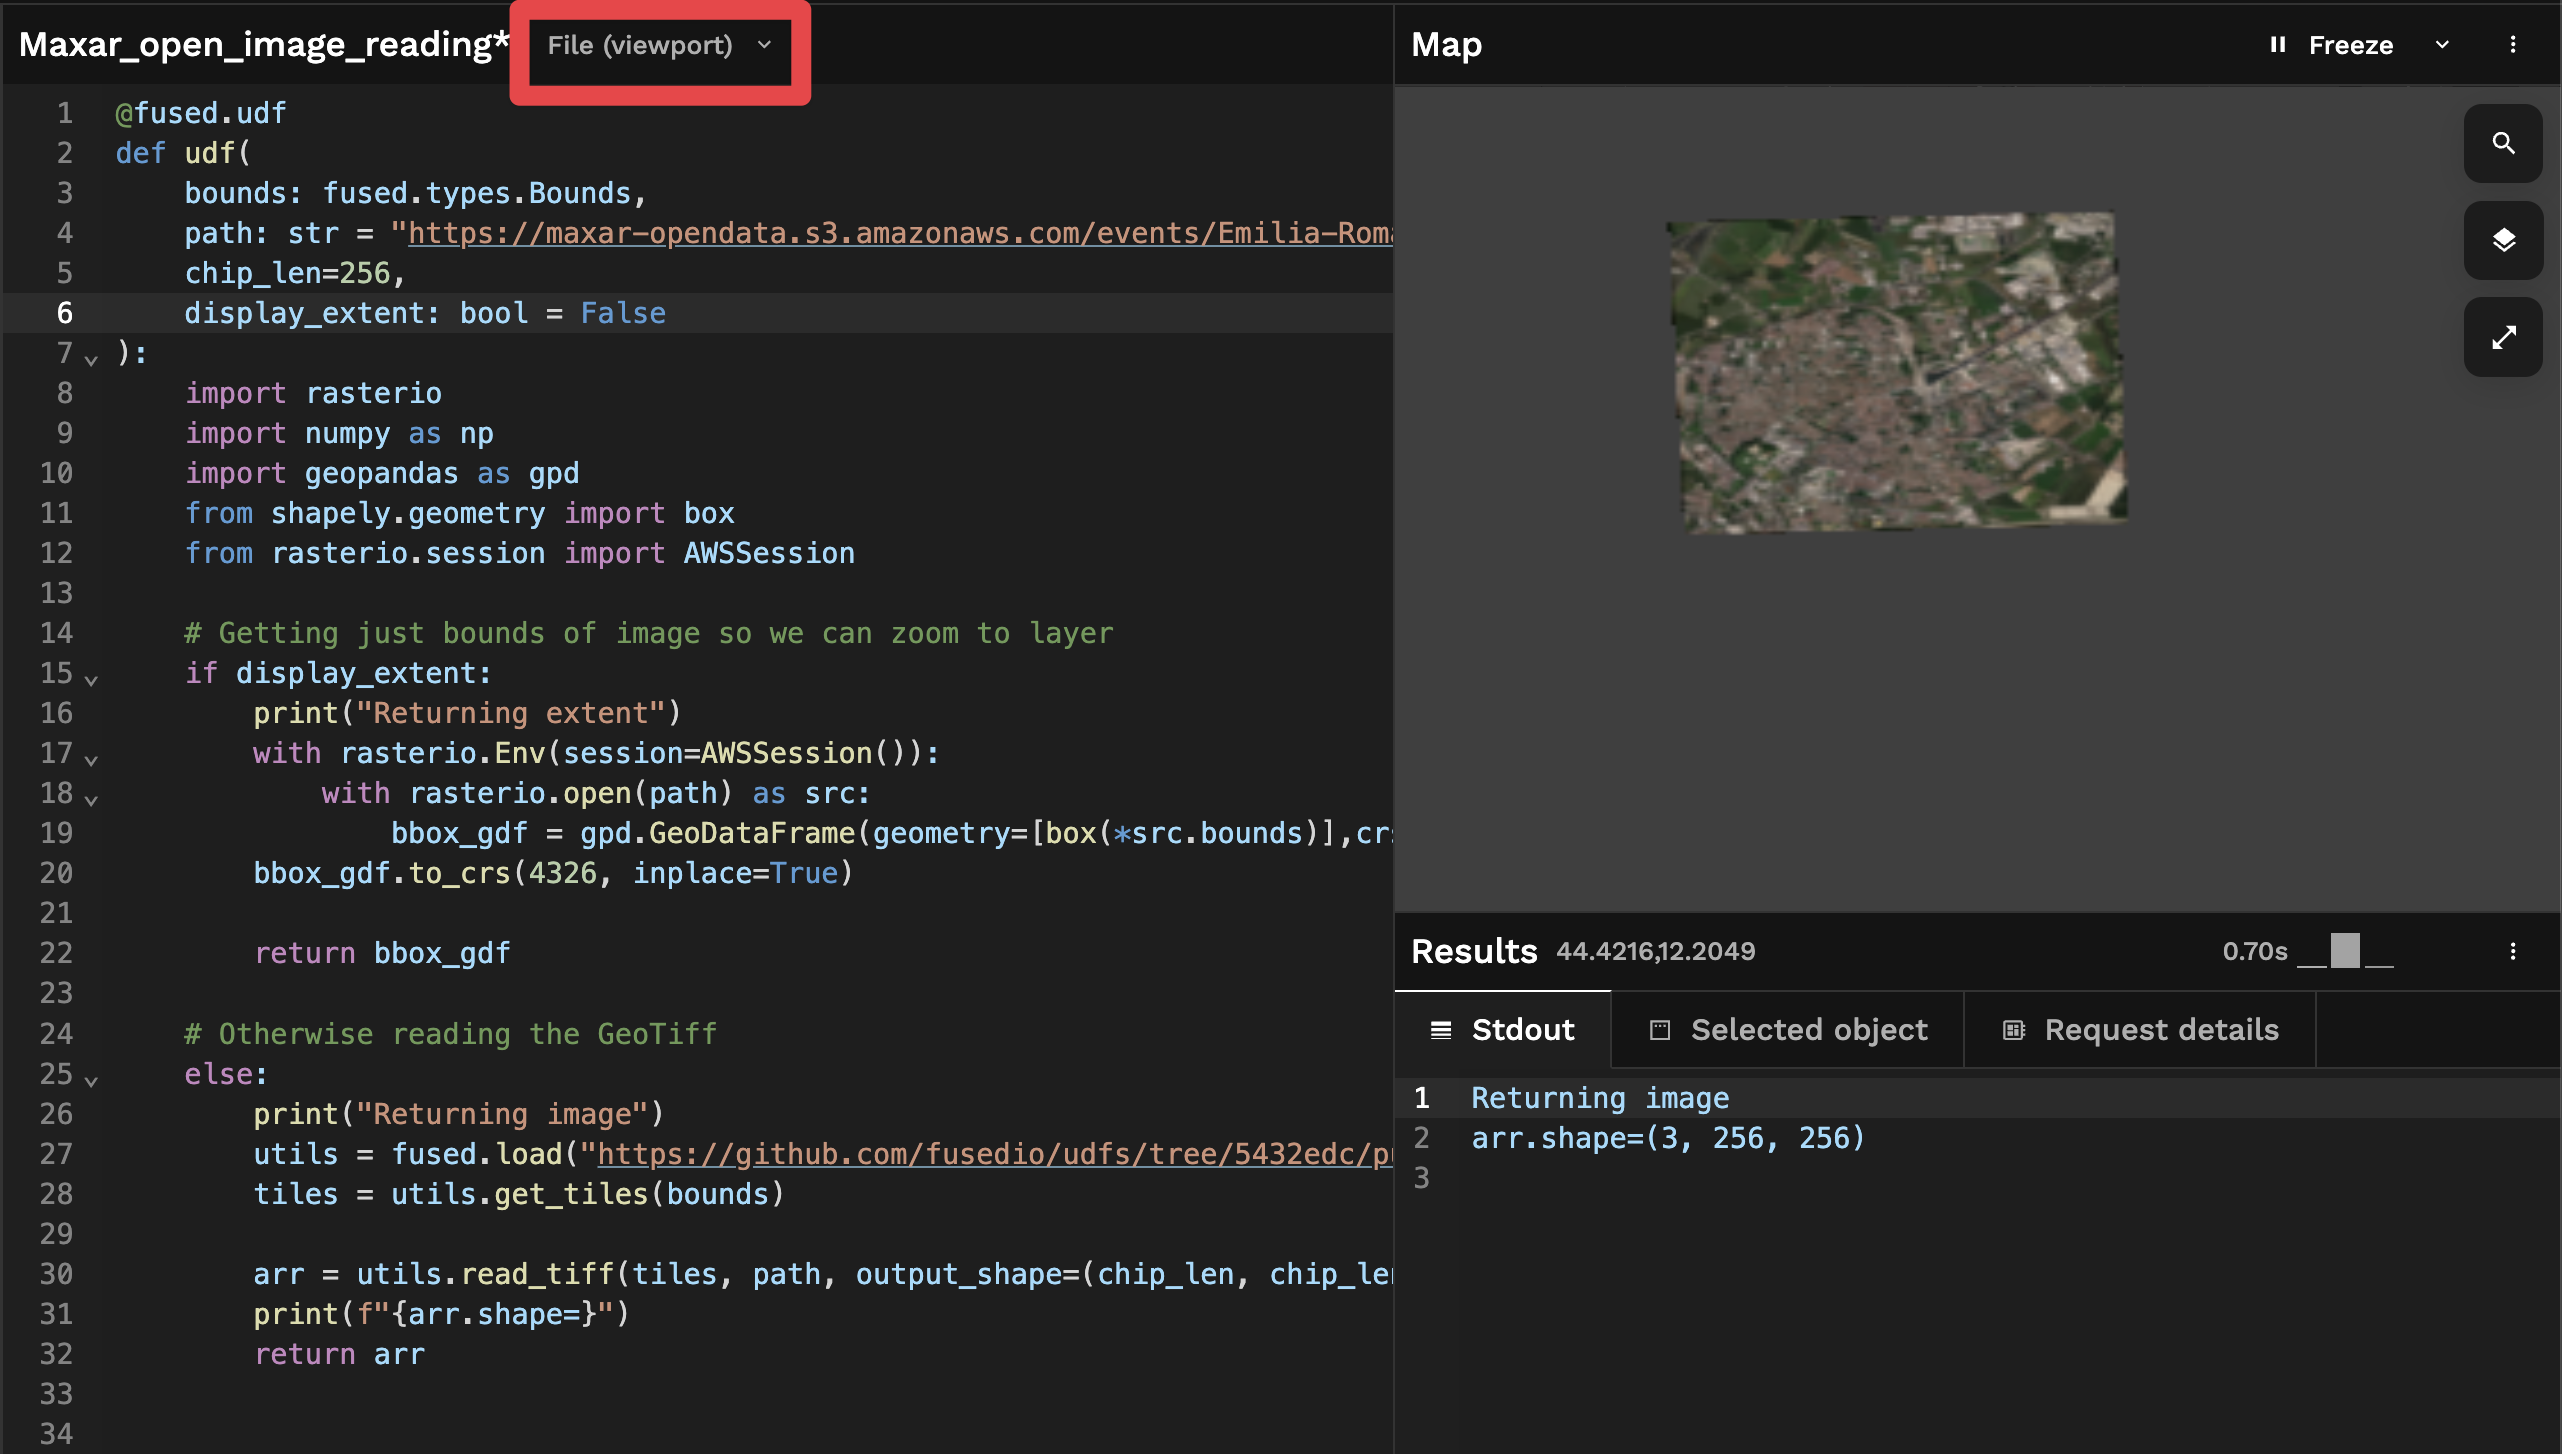 Maxar_open_image_reading*
File (viewport)
1 @fused.udf
2 def udf(
3 bounds: fused.types.Bounds,
4 path: str = "https://maxar-opendata.s3.amazonaws.com/events/Emilia-Roma
5 chip_len=256,
6 display_extent: bool = False
7 ):
8 import rasterio
9 import numpy as np
10 import geopandas as gpd
11 from shapely.geometry import box
12 from rasterio.session import AWSSession
13
14 # Getting just bounds of image so we can zoom to layer
15 if display_extent:
16 print("Returning extent")
17 with rasterio.Env(session=AWSSession()):
18 with rasterio.open(path) as src:
19 bbox_gdf = gpd.GeoDataFrame(geometry=[box(*src.bounds)],crs
20 bbox_gdf.to_crs(4326, inplace=True)
21
22 return bbox_gdf
23
24 # Otherwise reading the GeoTiff
25 else:
26 print("Returning image")
27 utils = fused.load("https://github.com/fusedio/udfs/tree/5432edc/pu
28 tiles = utils.get_tiles(bounds)
29
30 arr = utils.read_tiff(tiles, path, output_shape=(chip_len, chip_len
31 print(f"{arr.shape=}")
32 return arr
33
34
Map
Freeze
Results 44.4216,12.2049
0.70s
Stdout
Selected object
Request details
1 Returning image
2 arr.shape=(3, 256, 256)
3